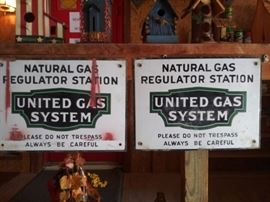 NATURAL GAS
REGULATOR STATION
UNITED GAS
SYSTEM
PLEASE DO NOT TRESPASS
ALWAYS BE CAREFUL
NATURAL GAS
REGULATOR STATION
UNITED GAS
SYSTEM
PLEASE DO NOT TRESPASS
ALWAYS BE CAREFUL